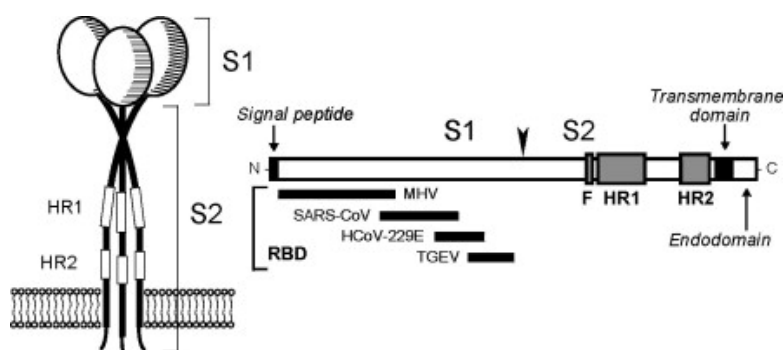 S1
HR1
S2
HR2
Signal peptide
S1
S2
Transmembrane
domain
N
C
F HR1 HR2
MHV
SARS-CoV
HCoV-229E
TGEV
RBD
Endodomain